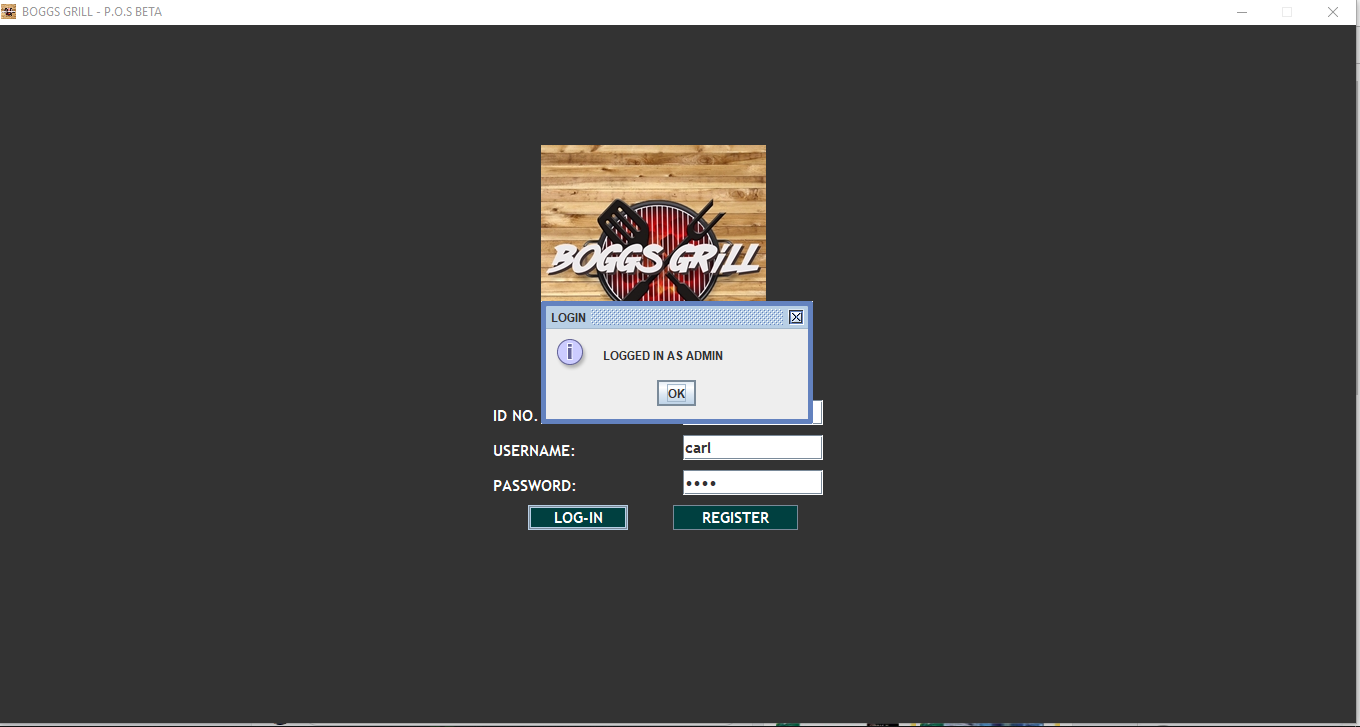 BOGGS GRILL - P.O.S BETA
BOGGS GRiLL
LOGIN
i
LOGGED IN AS ADMIN
OK
ID NO.
USERNAME:
carl
PASSWORD:
••••
LOG-IN
REGISTER